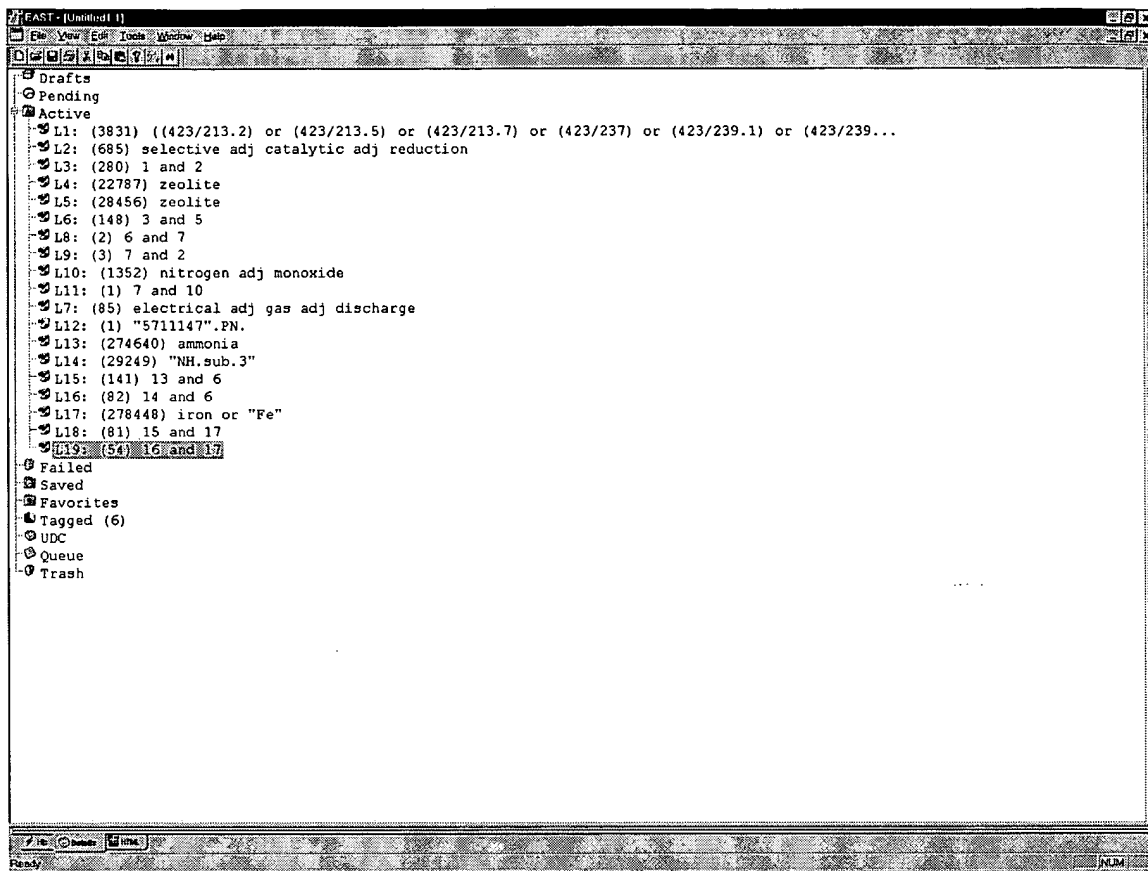 EAST - [Untitled1.1]
File View Edit Tools Window Help
Drafts
Pending
Active
L1: (3831) ((423/213.2) or (423/213.5) or (423/213.7) or (423/237) or (423/239.1) or (423/239...
L2: (685) selective adj catalytic adj reduction
L3: (280) 1 and 2
L4: (22787) zeolite
L5: (28456) zeolite
L6: (148) 3 and 5
L8: (2) 6 and 7
L9: (3) 7 and 2
L10: (1352) nitrogen adj monoxide
L11: (1) 7 and 10
L7: (85) electrical adj gas adj discharge
L12: (1) "5711147".PN.
L13: (274640) ammonia
L14: (29249) "NH.sub.3"
L15: (141) 13 and 6
L16: (82) 14 and 6
L17: (278448) iron or "Fe"
L18: (81) 15 and 17
L19: (54) 16 and 17
Failed
Saved
Favorites
Tagged (6)
UDC
Queue
Trash
Details HTML
Ready NUM